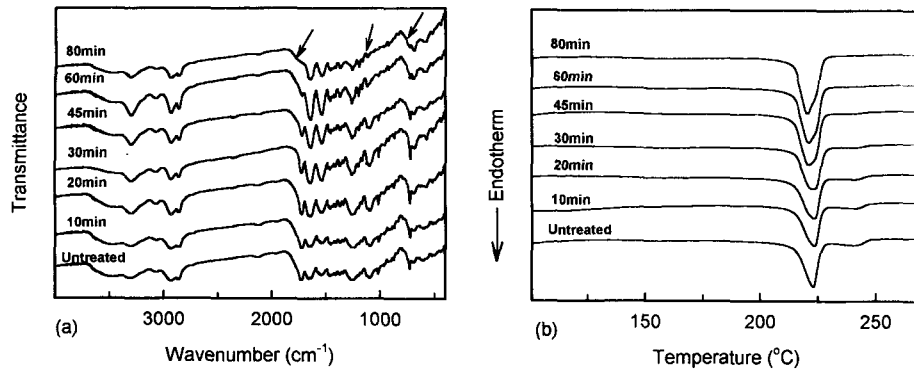 Transmittance
80min
60min
45min
30min
20min
10min
Untreated
(a)
3000
2000
1000
Wavenumber (cm⁻¹)
Endotherm
80min
60min
45min
30min
20min
10min
Untreated
(b)
150
200
250
Temperature (°C)